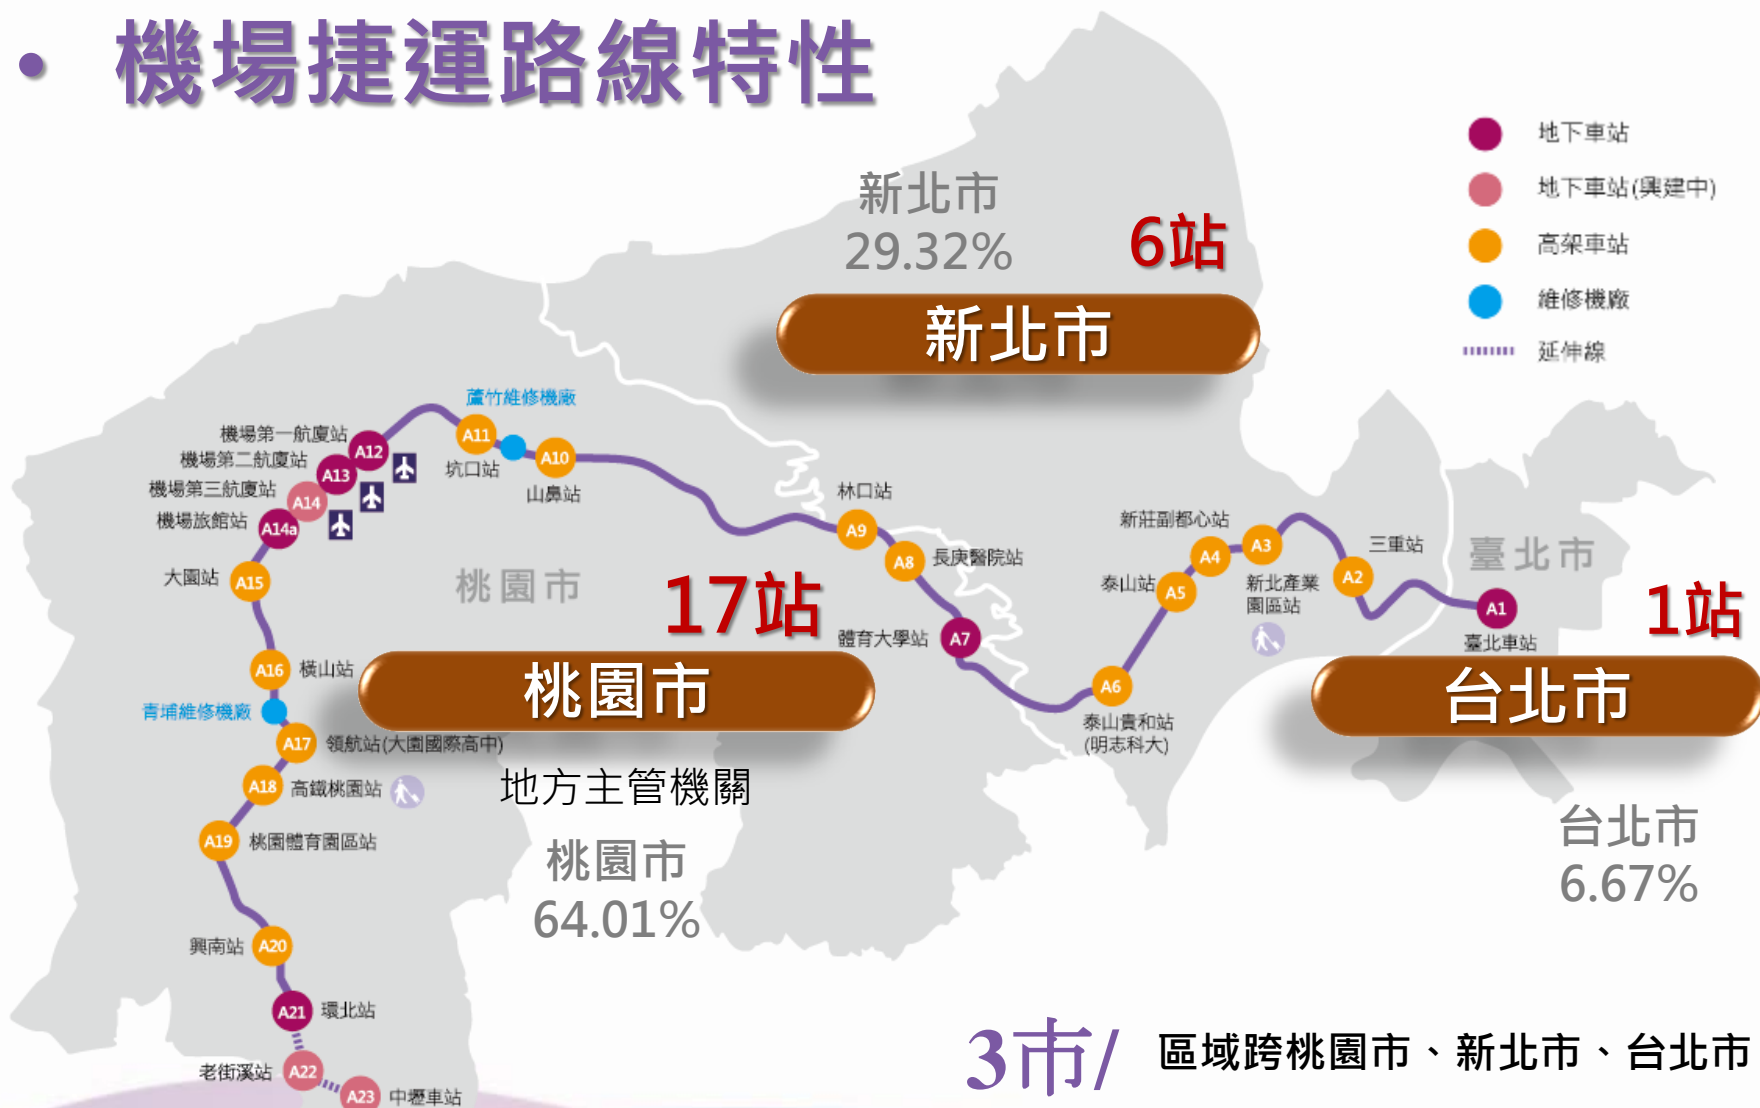 • 機場捷運路線特性
地下車站
地下車站(興建中)
高架車站
維修機廠
延伸線
新北市
29.32%
6站
新北市
蘆竹維修機廠
機場第一航廈站
A12
A11
坑口站
A10
山鼻站
機場第二航廈站
A13
機場第三航廈站
A14
機場旅館站
A14a
大園站
A15
桃園市
17站
林口站
A9
A8
長庚醫院站
體育大學站
A7
新莊副都心站
A4
A3
新北產業
園區站
泰山站
A5
A6
泰山貴和站
(明志科大)
三重站
A2
臺北市
A1
臺北車站
1站
台北市
台北市
6.67%
A16
橫山站
桃園市
青埔維修機廠
A17
領航站(大園國際高中)
地方主管機關
桃園市
64.01%
A18
高鐵桃園站
A19
桃園體育園區站
興南站
A20
A21
環北站
老街溪站
A22
A23
中壢車站
3市/ 區域跨桃園市、新北市、台北市